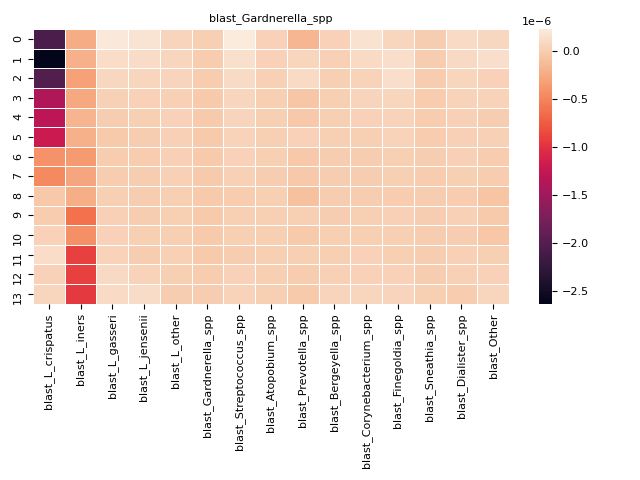 blast_Gardnerella_spp
1e−6
0
1
2
3
4
5
6
7
8
9
10
11
12
13
0.0
−0.5
−1.0
−1.5
−2.0
−2.5
blast_L_crispatus
blast_L_iners
blast_L_gasseri
blast_L_jensenii
blast_L_other
blast_Gardnerella_spp
blast_Streptococcus_spp
blast_Atopobium_spp
blast_Prevotella_spp
blast_Bergeyella_spp
blast_Corynebacterium_spp
blast_Finegoldia_spp
blast_Sneathia_spp
blast_Dialister_spp
blast_Other